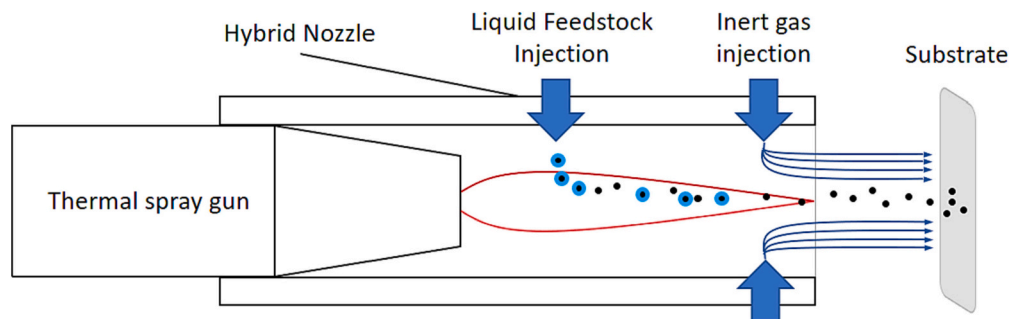 Hybrid Nozzle
Liquid Feedstock
Injection
Inert gas
injection
Substrate
Thermal spray gun